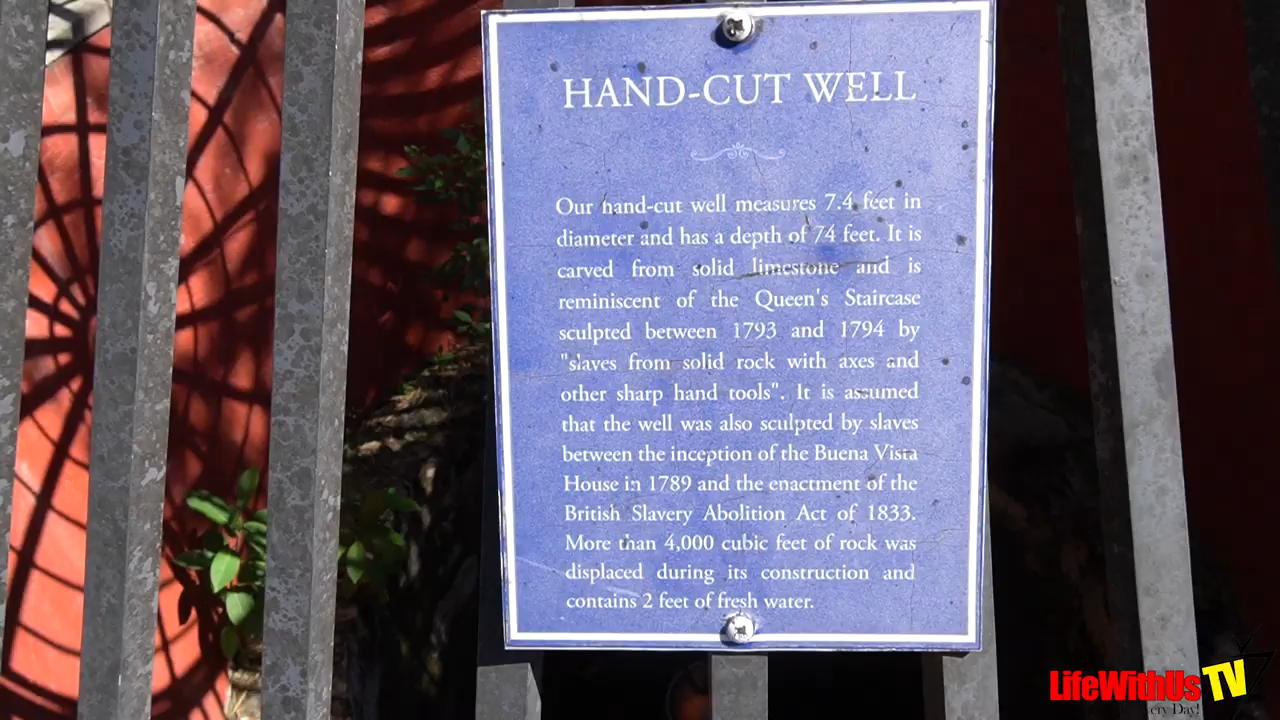 HAND-CUT WELL
Our hand-cut well measures 7.4 feet in
diameter and has a depth of 74 feet. It is
carved from solid limestone and is
reminiscent of the Queen's Staircase
sculpted between 1793 and 1794 by
"slaves from solid rock with axes and
other sharp hand tools". It is assumed
that the well was also sculpted by slaves
between the inception of the Buena Vista
House in 1789 and the enactment of the
British Slavery Abolition Act of 1833.
More than 4,000 cubic feet of rock was
displaced during its construction and
contains 2 feet of fresh water.
LifeWithUsTV
Day!